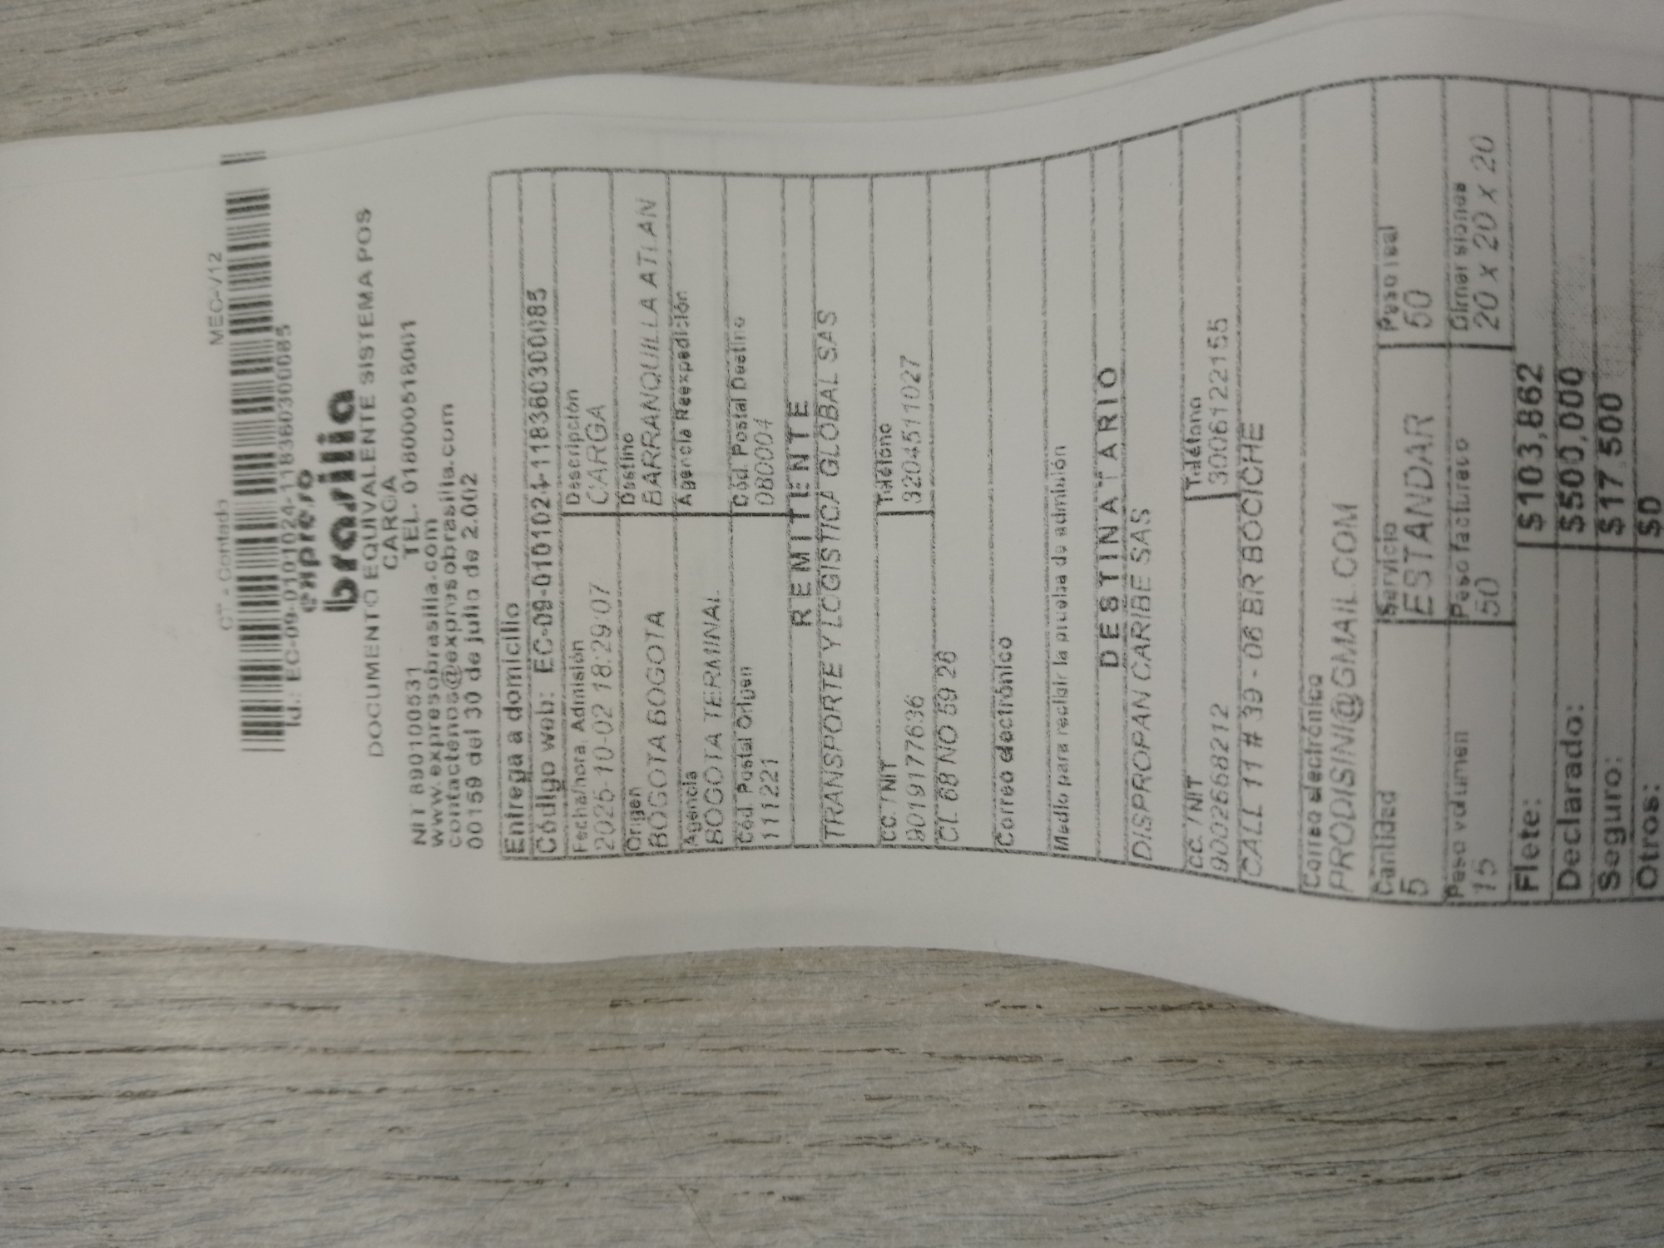 CT - Contado MEC-V12
Id.: EC-09-0101024-1183603000085
expreso
brasilia
DOCUMENTO EQUIVALENTE SISTEMA POS
CARGA
NIT 890100531 TEL. 018000518001
www.expresobrasilia.com
contactenos@expresobrasilia.com
00159 del 30 de julio de 2.002
Entrega a domicilio
Código web: EC-09-0101024-1183603000085
Fecha/hora Admisión Descripción
2025-10-02 18:29:07 CARGA
Origen Destino
BOGOTA BOGOTA BARRANQUILLA ATLAN
Agencia Agencia Reexpedición
BOGOTA TERMINAL
Cód. Postal Origen Cód. Postal Destino
111221 080004
REMITENTE
TRANSPORTE Y LOGISTICA GLOBAL SAS
CC. / NIT Teléfono
901917636 3204511027
CL 6B NO 59 26
Correo electrónico
Medio para recibir la prueba de admisión
DESTINATARIO
DISPROPAN CARIBE SAS
CC. / NIT Teléfono
9002668212 3006122155
CALL 11 # 39 - 06 BR BOCICHE
Correo electrónico
PRODISINI@GMAIL.COM
Cantidad Servicio Peso real
5 ESTANDAR 50
Peso volumen Peso facturado Dimensiones
15 50 20 x 20 x 20
Flete: $103,862
Declarado: $500,000
Seguro: $17,500
Otros: $0